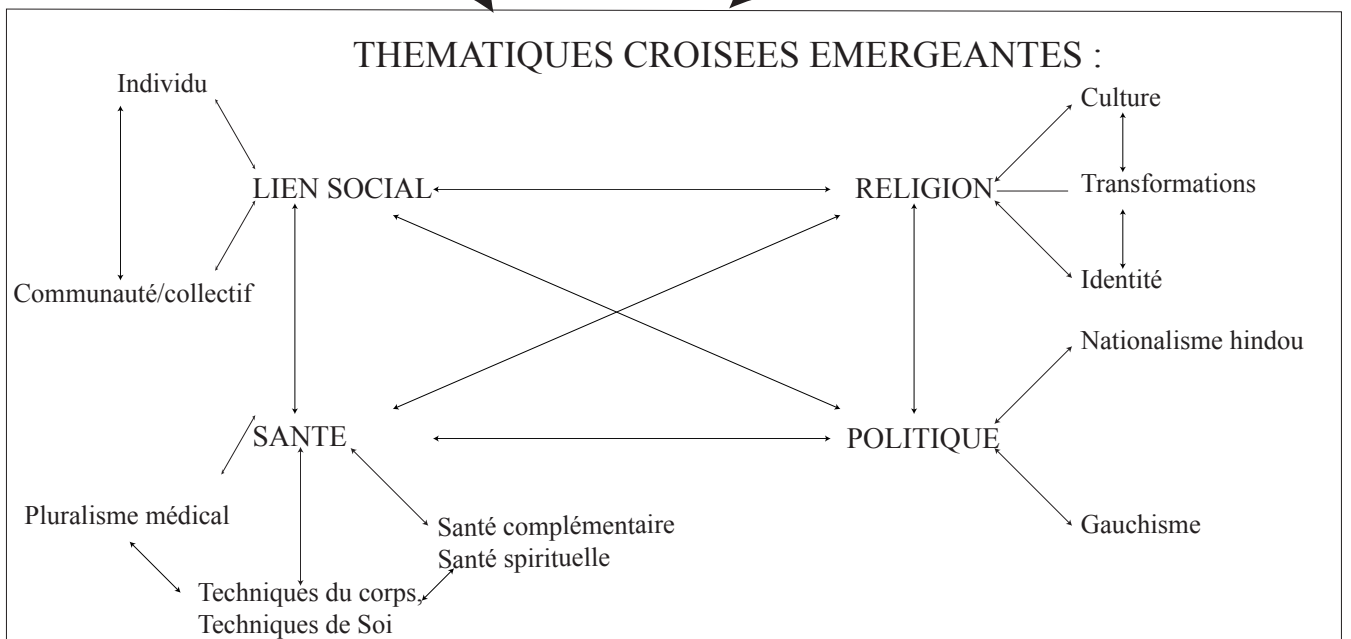 THEMATIQUES CROISEES EMERGEANTES :
Individu
Culture
LIEN SOCIAL
RELIGION
Transformations
Communauté/collectif
Identité
Nationalisme hindou
SANTE
POLITIQUE
Pluralisme médical
Santé complémentaire
Santé spirituelle
Gauchisme
Techniques du corps,
Techniques de Soi